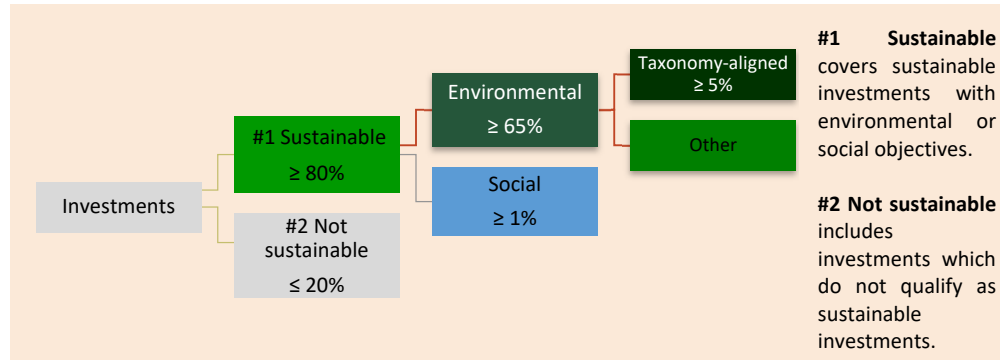 Investments
#1 Sustainable
≥ 80%
#2 Not
sustainable
≤ 20%
Environmental
≥ 65%
Social
≥ 1%
Taxonomy-aligned
≥ 5%
Other
#1 Sustainable
covers sustainable
investments with
environmental or
social objectives.
#2 Not sustainable
includes
investments which
do not qualify as
sustainable
investments.